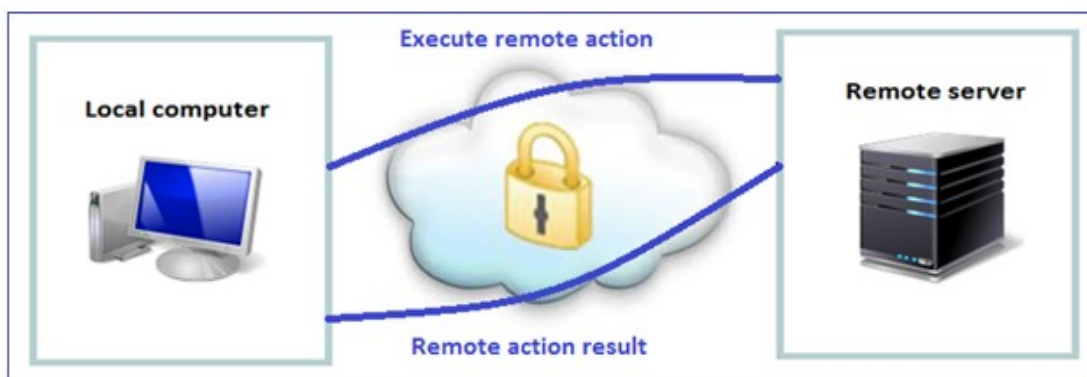 Execute remote action
Local computer
Remote server
Remote action result